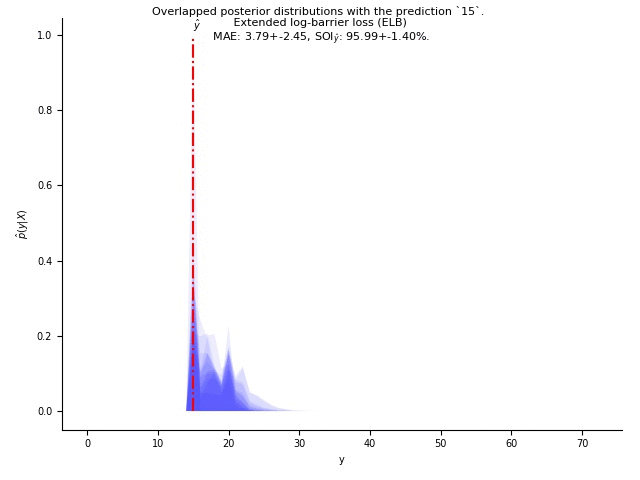 Overlapped posterior distributions with the prediction `15`.
Extended log-barrier loss (ELB)
MAE: 3.79+-2.45, SOIŷ: 95.99+-1.40%.
ŷ
1.0
0.8
0.6
0.4
0.2
0.0
p̂(y|X)
0 10 20 30 40 50 60 70
y